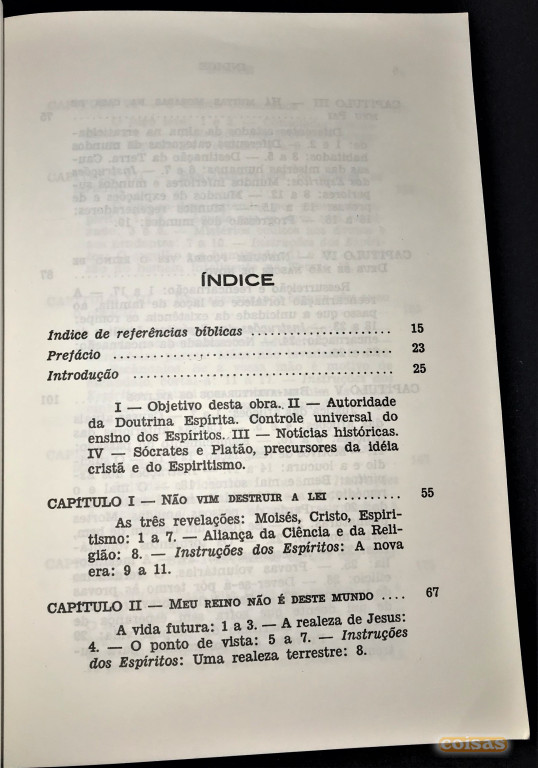 ÍNDICE
Índice de referências bíblicas .................... 15
Prefácio ........................................ 23
Introdução ..................................... 25
I — Objetivo desta obra. II — Autoridade
da Doutrina Espírita. Contrôle universal do
ensino dos Espíritos. III — Notícias históricas.
IV — Sócrates e Platão, precursores da idéia
cristã e do Espiritismo.
CAPÍTULO I — NÃO VIM DESTRUIR A LEI .......... 55
As três revelações: Moisés, Cristo, Espiri-
tismo: 1 a 7. — Aliança da Ciência e da Reli-
gião: 8. — Instruções dos Espíritos: A nova
era: 9 a 11.
CAPÍTULO II — MEU REINO NÃO É DESTE MUNDO .... 67
A vida futura: 1 a 3. — A realeza de Jesus:
4. — O ponto de vista: 5 a 7. — Instruções
dos Espíritos: Uma realeza terrestre: 8.
coisas